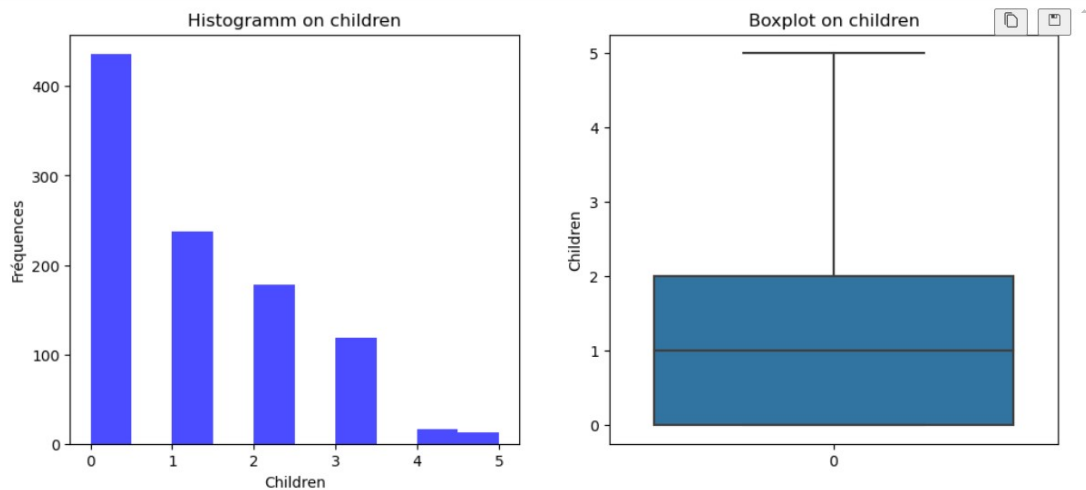 Histogramm on children
Fréquences
400
300
200
100
0
0 1 2 3 4 5
Children
Boxplot on children
Children
5
4
3
2
1
0
0